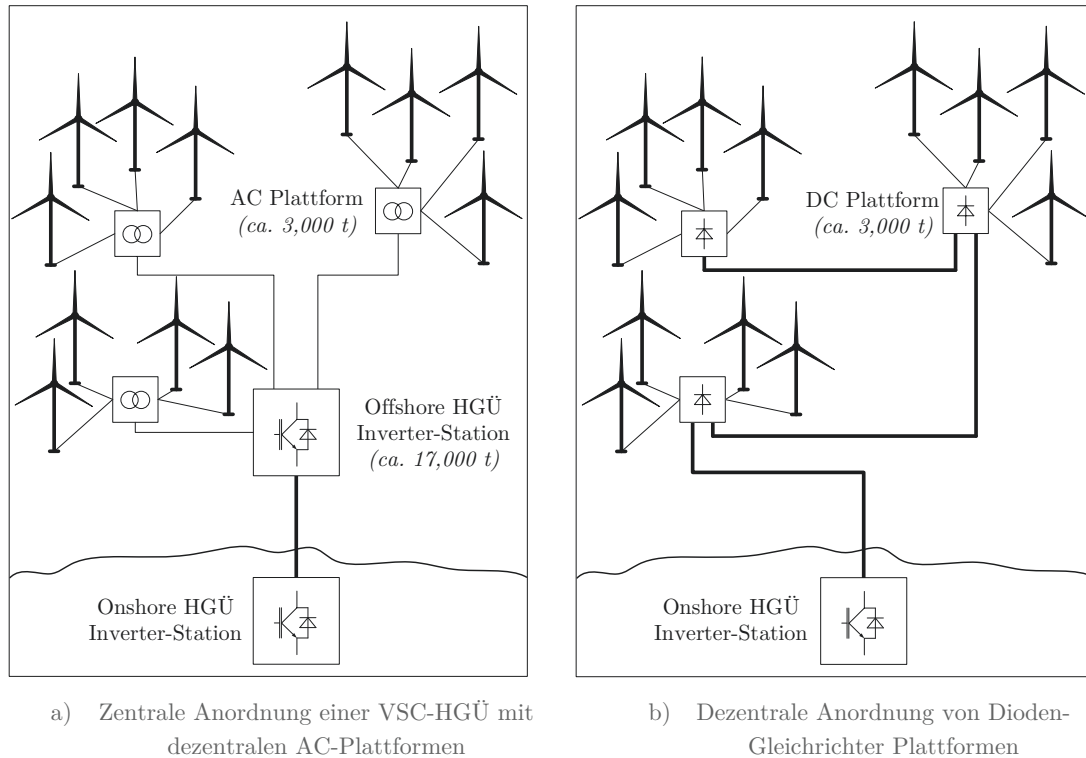 AC Plattform
(ca. 3,000 t)
Offshore HGÜ
Inverter-Station
(ca. 17,000 t)
Onshore HGÜ
Inverter-Station
a) Zentrale Anordnung einer VSC-HGÜ mit
dezentralen AC-Plattformen
DC Plattform
(ca. 3,000 t)
Onshore HGÜ
Inverter-Station
b) Dezentrale Anordnung von Dioden-
Gleichrichter Plattformen